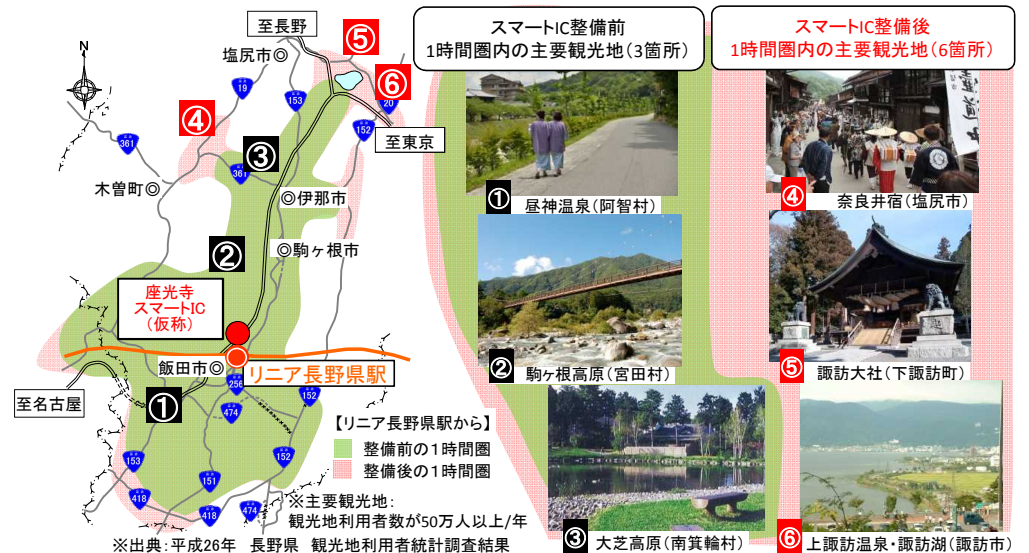 至長野
塩尻市◎
⑤
⑥
19
153
20
152
④
至東京
361
③
361
木曽町◎
◎伊那市
②
◎駒ヶ根市
座光寺
スマートIC
(仮称)
飯田市◎
リニア長野県駅
至名古屋
①
256
474
152
【リニア長野県駅から】
整備前の1時間圏
整備後の1時間圏
153
151
152
418
418
474
※主要観光地:
観光地利用者数が50万人以上/年
※出典:平成26年 長野県 観光地利用者統計調査結果
スマートIC整備前
1時間圏内の主要観光地(3箇所)
① 昼神温泉(阿智村)
② 駒ヶ根高原(宮田村)
③ 大芝高原(南箕輪村)
スマートIC整備後
1時間圏内の主要観光地(6箇所)
④ 奈良井宿(塩尻市)
⑤ 諏訪大社(下諏訪町)
⑥ 上諏訪温泉・諏訪湖(諏訪市)